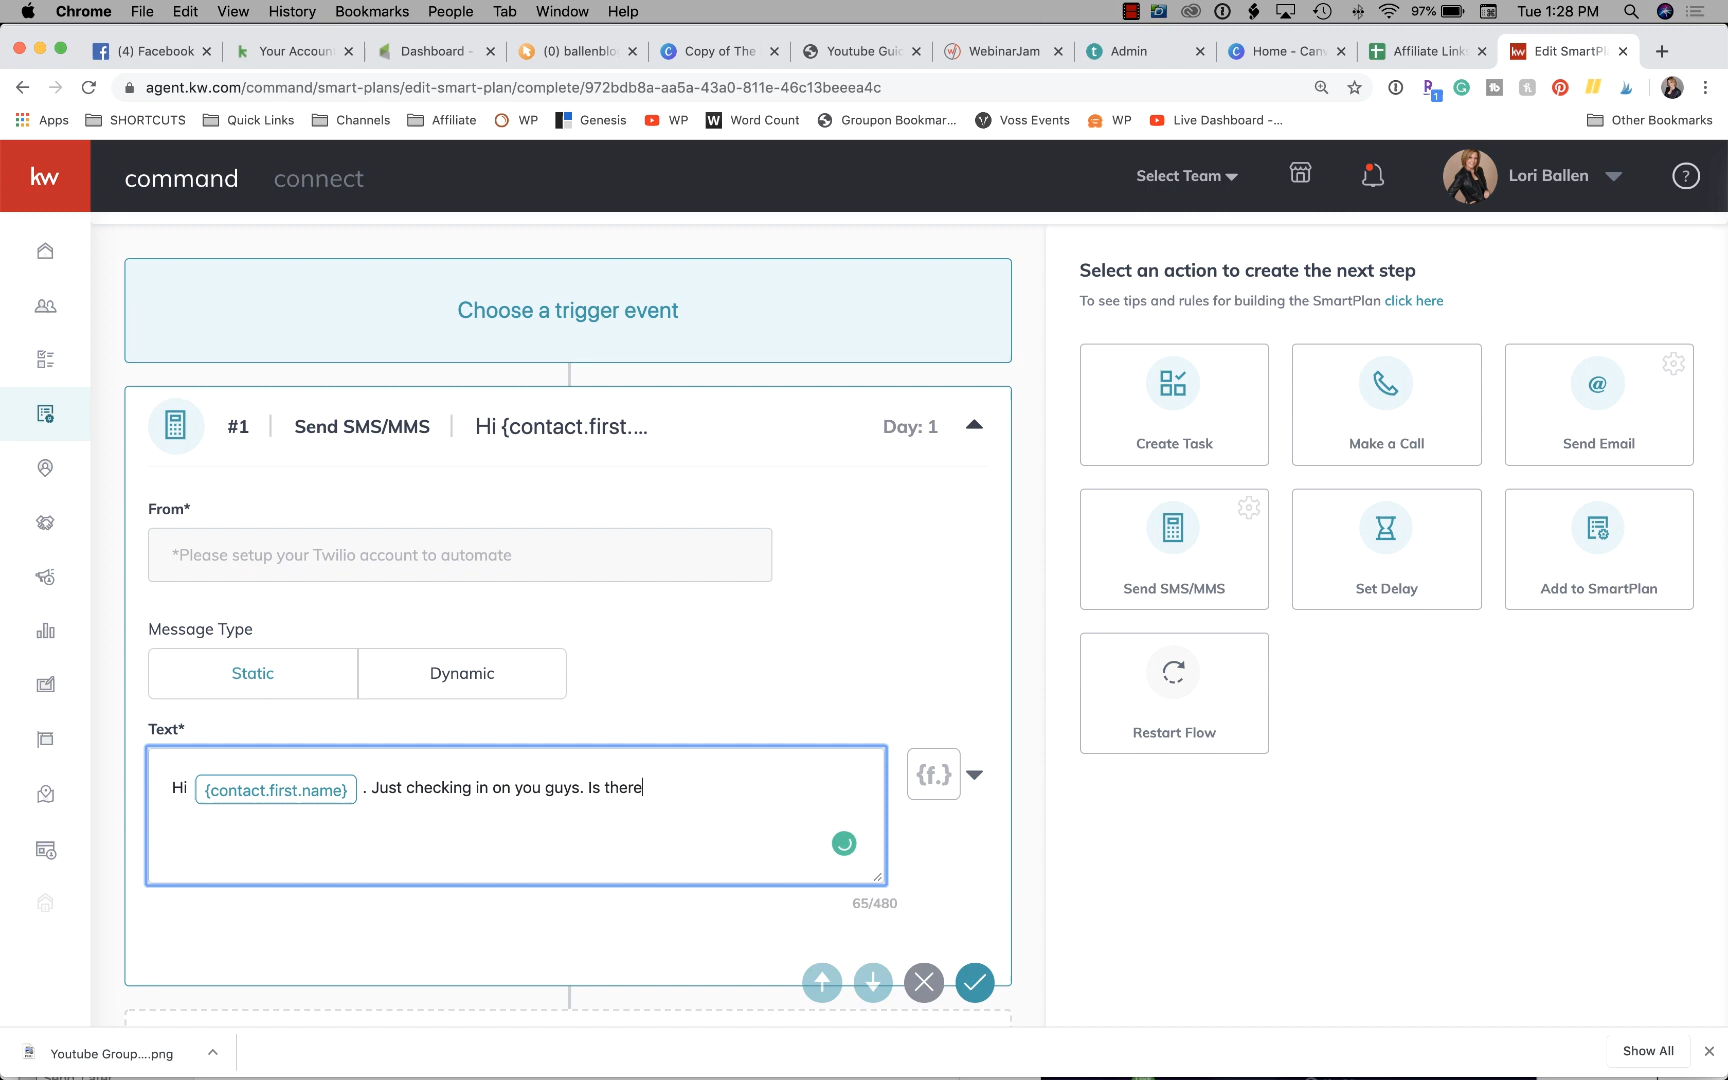 Chrome File Edit View History Bookmarks People Tab Window Help 97% Tue 1:28 PM
(4) Facebook Your Accoun Dashboard - (0) ballenblo Copy of The Youtube Guid WebinarJam Admin Home - Can Affiliate Link Edit SmartPl
agent.kw.com/command/smart-plans/edit-smart-plan/complete/972bdb8a-aa5a-43a0-811e-46c13beeea4c
Apps SHORTCUTS Quick Links Channels Affiliate WP Genesis WP Word Count Groupon Bookmar... Voss Events WP Live Dashboard -... Other Bookmarks
kw command connect Select Team Lori Ballen
Choose a trigger event
#1 Send SMS/MMS Hi {contact.first.... Day: 1
From*
*Please setup your Twilio account to automate
Message Type
Static Dynamic
Text*
Hi {contact.first.name} . Just checking in on you guys. Is there
{f.}
65/480
Select an action to create the next step
To see tips and rules for building the SmartPlan click here
Create Task Make a Call Send Email
Send SMS/MMS Set Delay Add to SmartPlan
Restart Flow
Youtube Group....png Show All